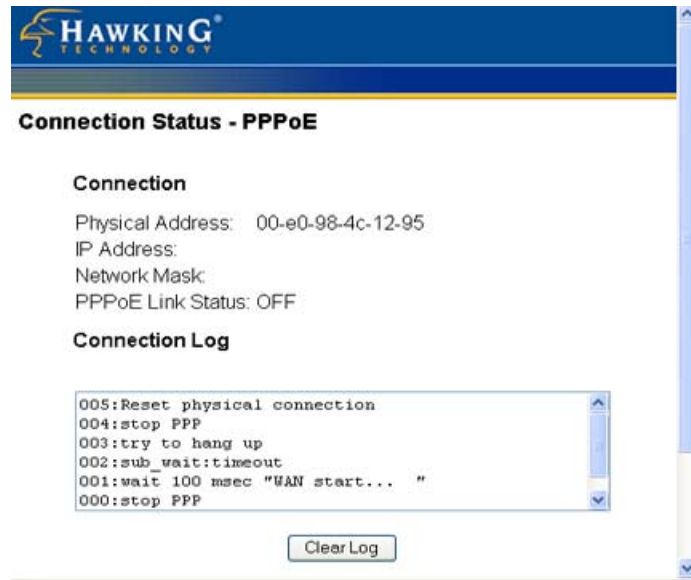 HAWKING®
TECHNOLOGY
Connection Status - PPPoE
Connection
Physical Address: 00-e0-98-4c-12-95
IP Address:
Network Mask:
PPPoE Link Status: OFF
Connection Log
005:Reset physical connection
004:stop PPP
003:try to hang up
002:sub_wait:timeout
001:wait 100 msec "WAN start... "
000:stop PPP
Clear Log